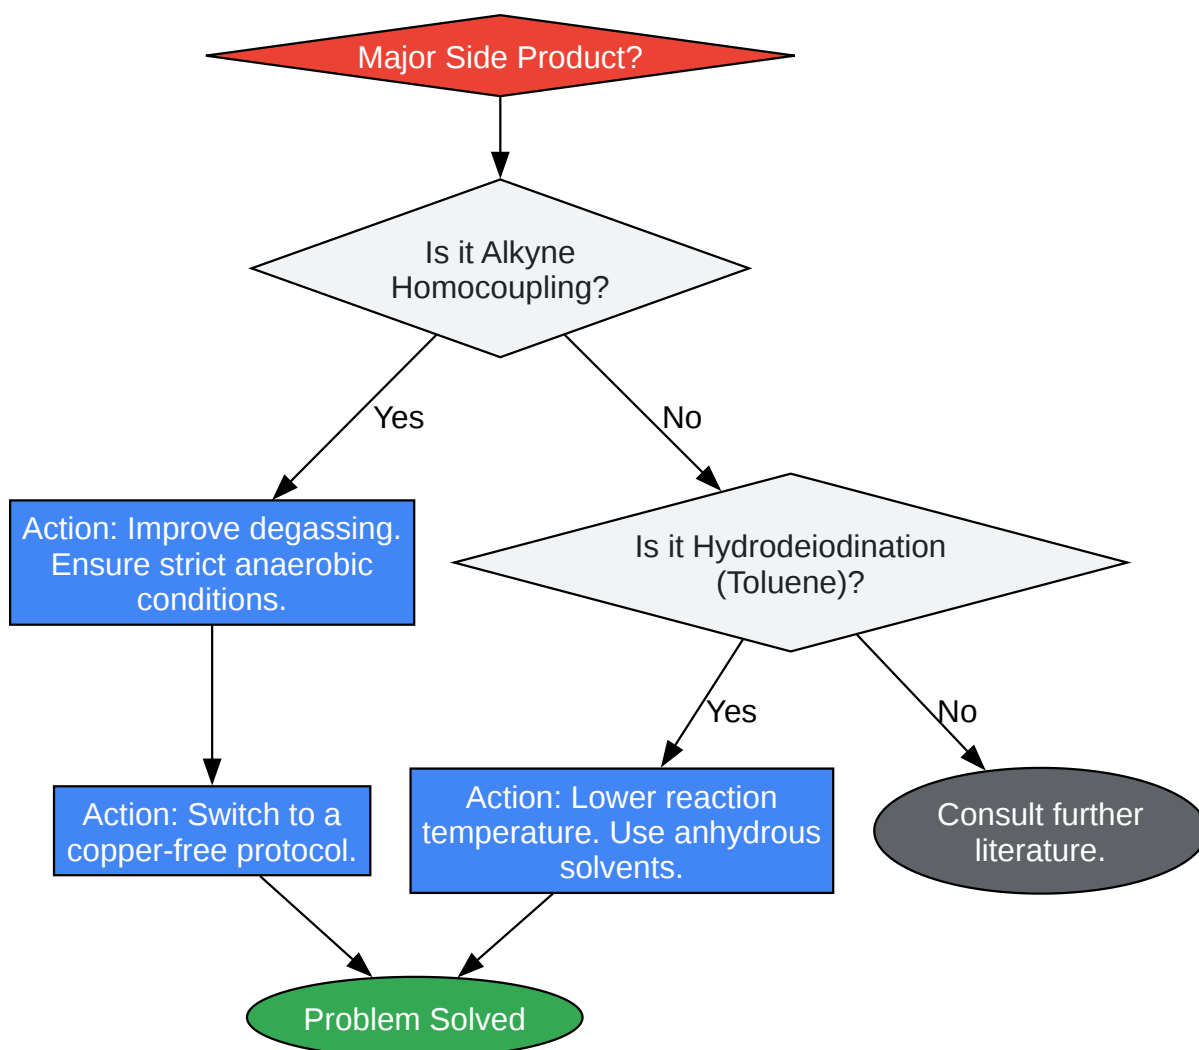 Major Side Product?
Is it Alkyne
Homocoupling?
Yes
No
Action: Improve degassing.
Ensure strict anaerobic
conditions.
Is it Hydrodeiodination
(Toluene)?
Yes
No
Action: Switch to a
copper-free protocol.
Action: Lower reaction
temperature. Use anhydrous
solvents.
Consult further
literature.
Problem Solved